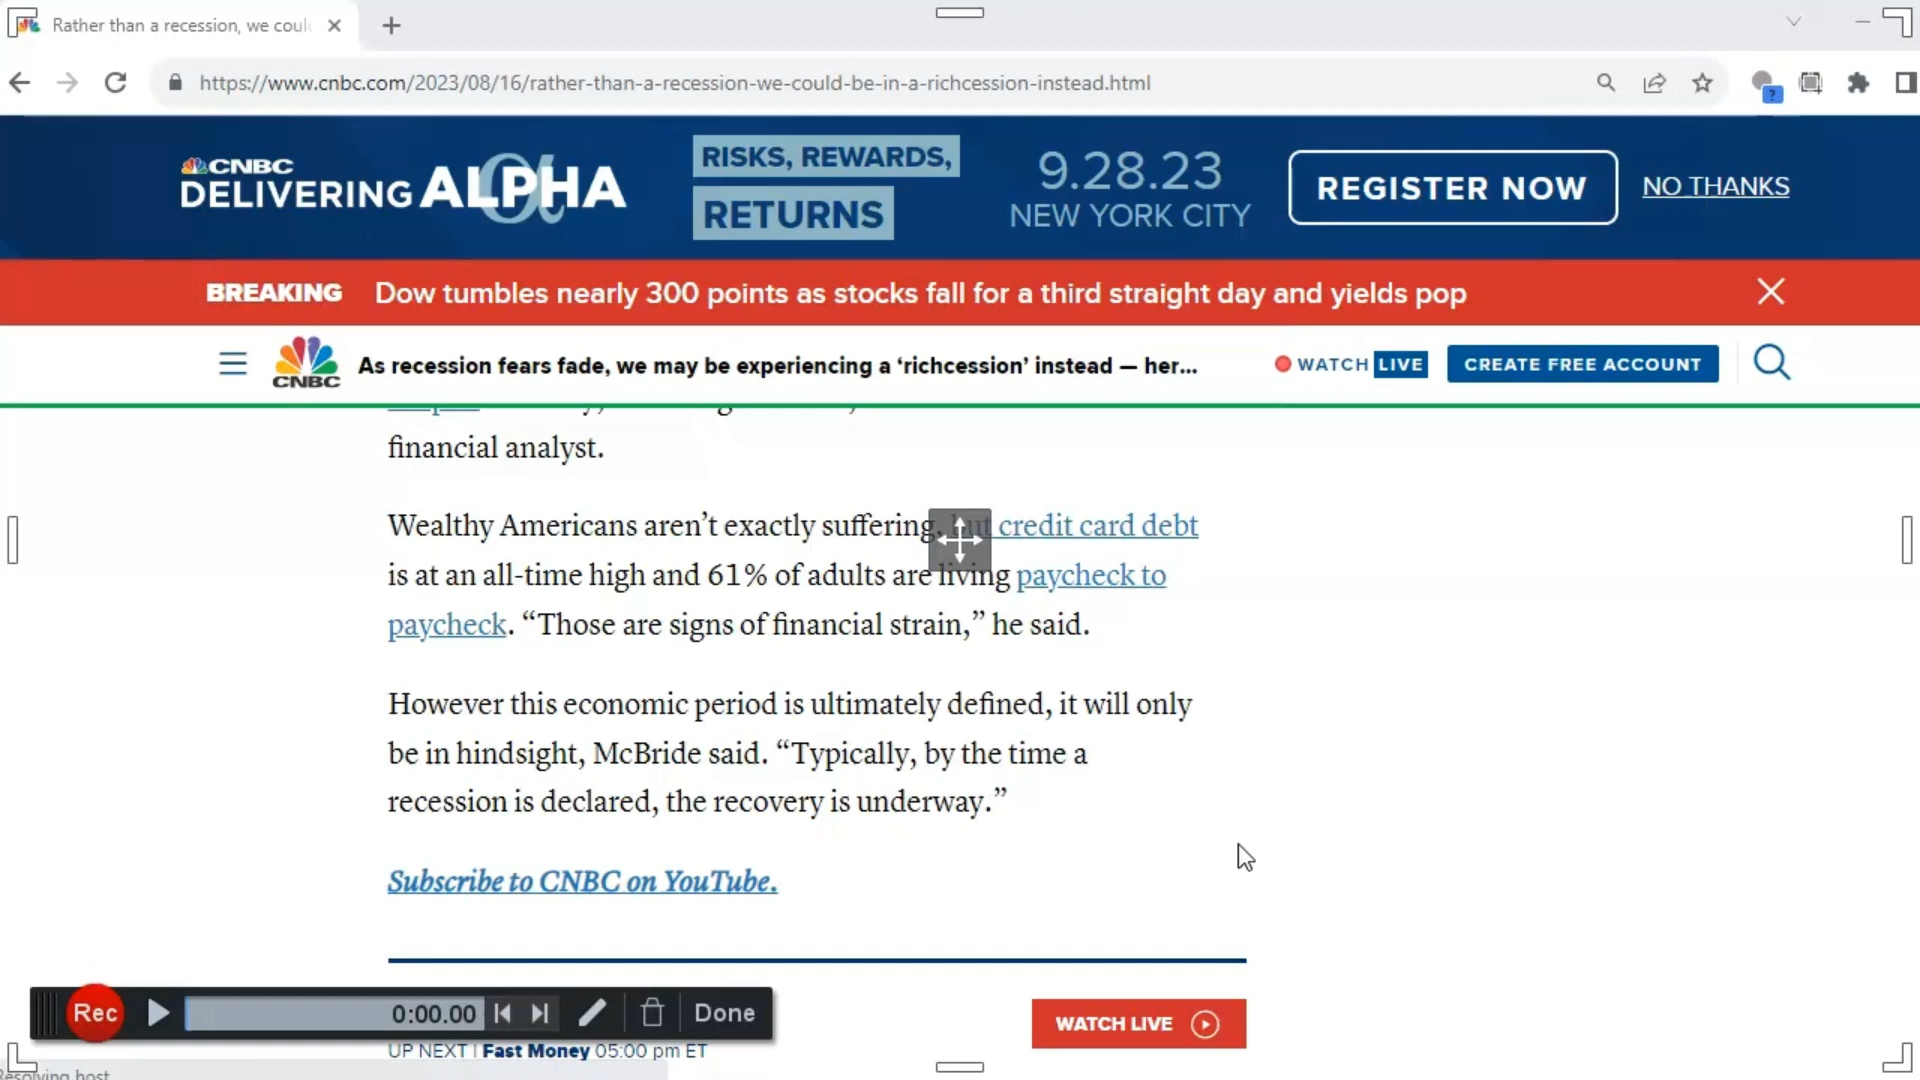 Rather than a recession, we coul
https://www.cnbc.com/2023/08/16/rather-than-a-recession-we-could-be-in-a-richcession-instead.html
?
CNBC
DELIVERING ALPHA
RISKS, REWARDS,
RETURNS
9.28.23
NEW YORK CITY
REGISTER NOW
NO THANKS
BREAKING Dow tumbles nearly 300 points as stocks fall for a third straight day and yields pop
CNBC
As recession fears fade, we may be experiencing a ‘richcession’ instead — her...
WATCH LIVE
CREATE FREE ACCOUNT
financial analyst.
Wealthy Americans aren’t exactly suffering, but credit card debt
is at an all-time high and 61% of adults are living paycheck to
paycheck. “Those are signs of financial strain,” he said.
However this economic period is ultimately defined, it will only
be in hindsight, McBride said. “Typically, by the time a
recession is declared, the recovery is underway.”
Subscribe to CNBC on YouTube.
Rec
0:00.00
Done
WATCH LIVE
UP NEXT | Fast Money 05:00 pm ET
Resolving host